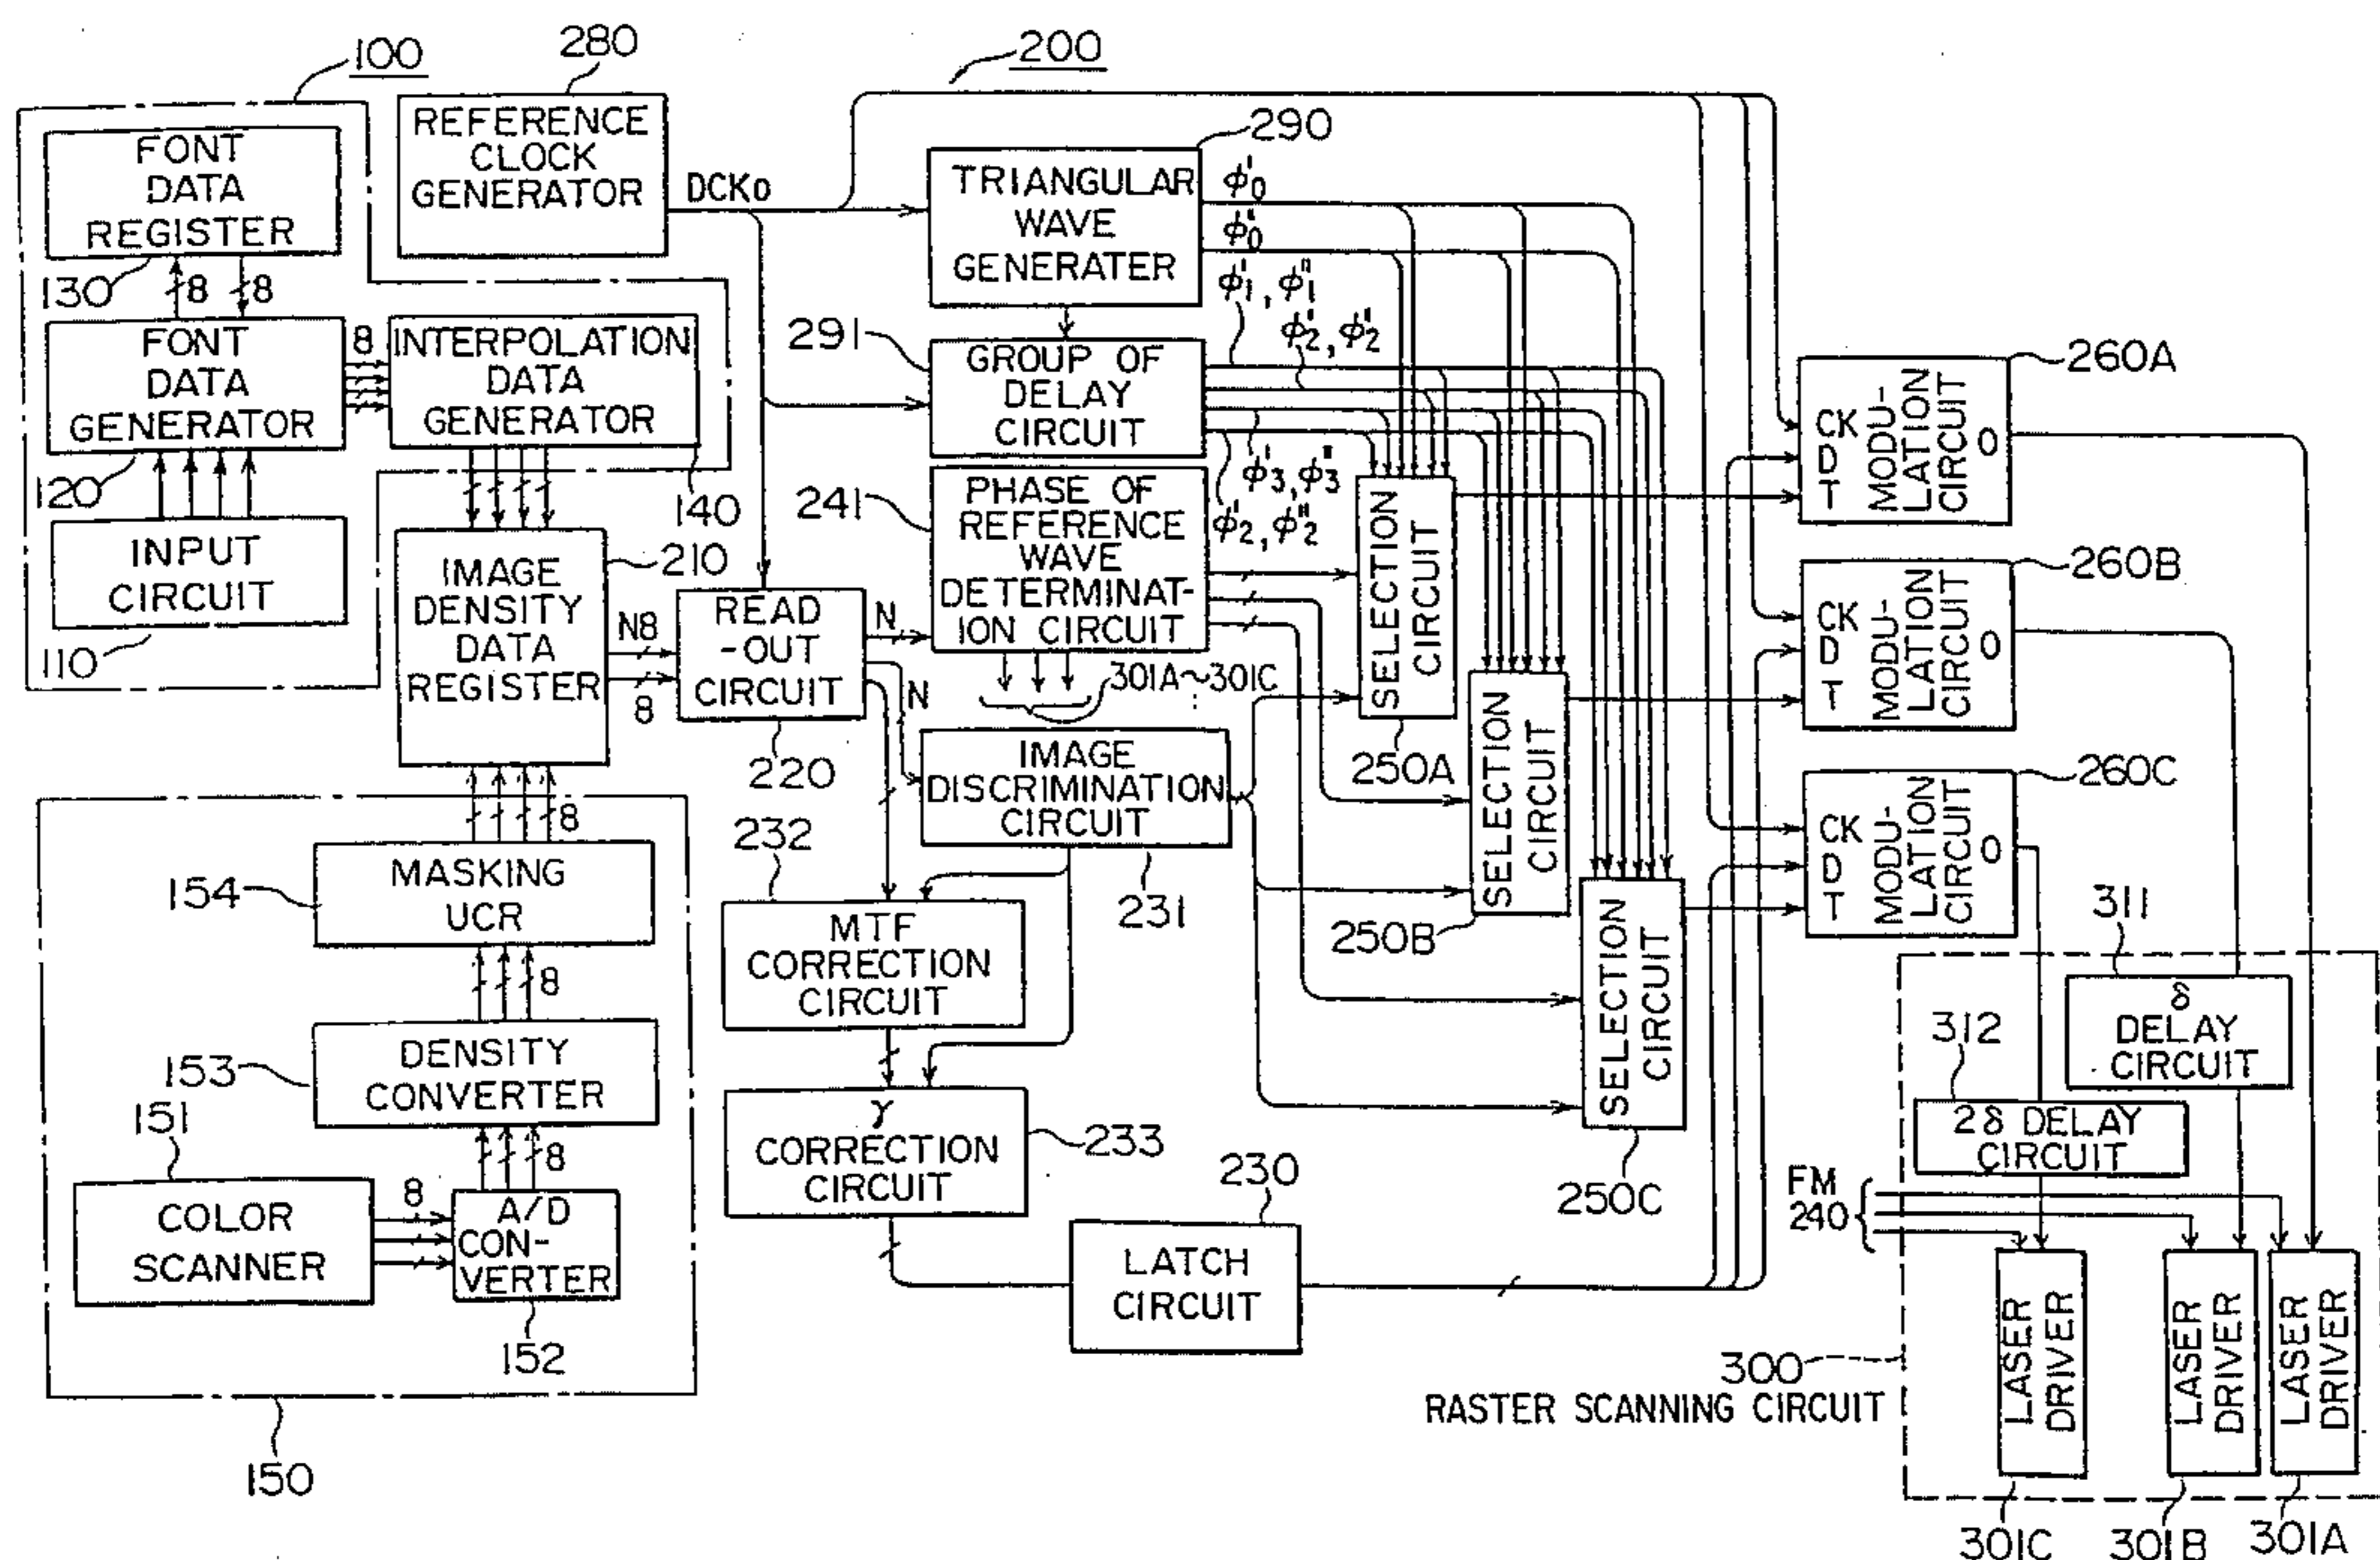 100
280
200
REFERENCE
CLOCK
GENERATOR
FONT
DATA
REGISTER
130
8
8
DCK0
290
TRIANGULAR
WAVE
GENERATER
ϕ'0
ϕ"0
ϕ'1, ϕ"1
ϕ'2, ϕ"2
FONT
DATA
GENERATOR
120
8
INTERPOLATION
DATA
GENERATOR
140
291
GROUP OF
DELAY
CIRCUIT
ϕ'3, ϕ"3
ϕ'2, ϕ"2
INPUT
CIRCUIT
110
IMAGE
DENSITY
DATA
REGISTER
210
N8
8
READ
-OUT
CIRCUIT
220
N
N
241
PHASE OF
REFERENCE
WAVE
DETERMINAT-
ION CIRCUIT
301A~301C
IMAGE
DISCRIMINATION
CIRCUIT
231
SELECTION
CIRCUIT
250A
SELECTION
CIRCUIT
250B
SELECTION
CIRCUIT
250C
260A
CK
D
T
MODU-
LATION
CIRCUIT
O
260B
CK
D
T
MODU-
LATION
CIRCUIT
O
260C
CK
D
T
MODU-
LATION
CIRCUIT
O
8
MASKING
UCR
154
8
DENSITY
CONVERTER
153
8
151
COLOR
SCANNER
8
A/D
CON-
VERTER
152
150
232
MTF
CORRECTION
CIRCUIT
γ
CORRECTION
CIRCUIT
233
230
LATCH
CIRCUIT
311
δ
DELAY
CIRCUIT
312
2δ DELAY
CIRCUIT
FM
240
300
RASTER SCANNING CIRCUIT
LASER
DRIVER
LASER
DRIVER
LASER
DRIVER
301C
301B
301A